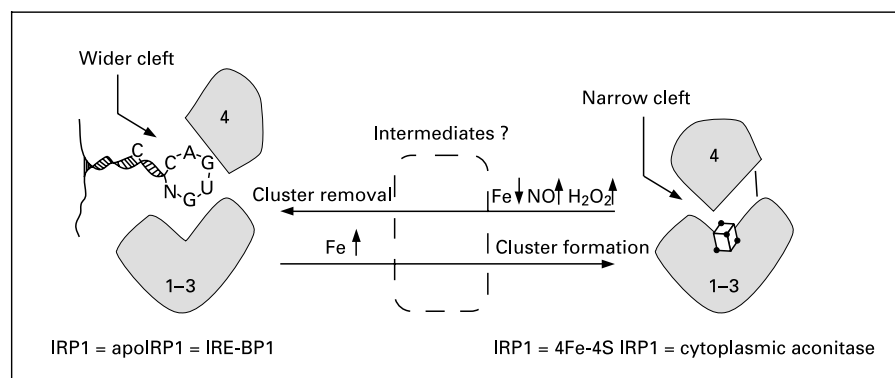 Wider cleft
4
C
C A G
U
G
N
1–3
Cluster removal
Fe ↑
Intermediates ?
Fe ↓ NO ↑ H₂O₂ ↑
Cluster formation
Narrow cleft
4
1–3
IRP1 = apoIRP1 = IRE-BP1
IRP1 = 4Fe-4S IRP1 = cytoplasmic aconitase